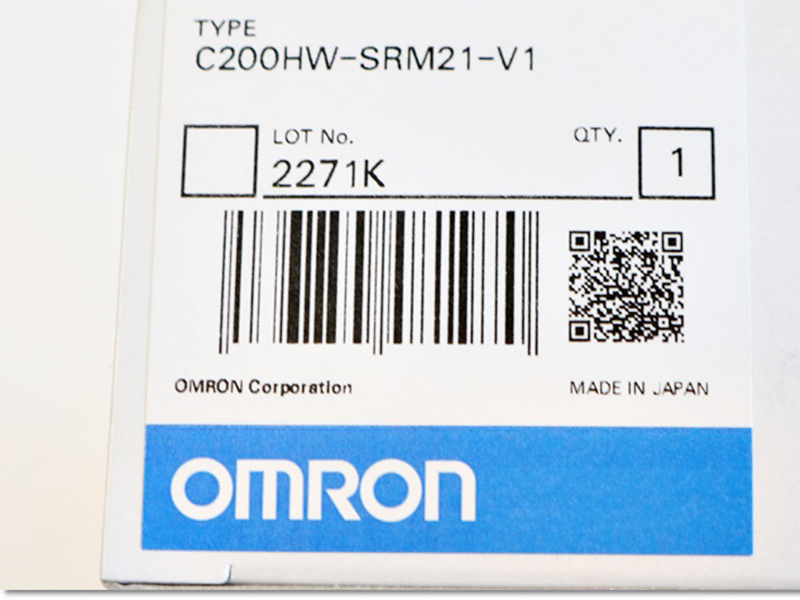 TYPE
C200HW-SRM21-V1
LOT No.
QTY.
2271K
1
OMRON Corporation
MADE IN JAPAN
OMRON